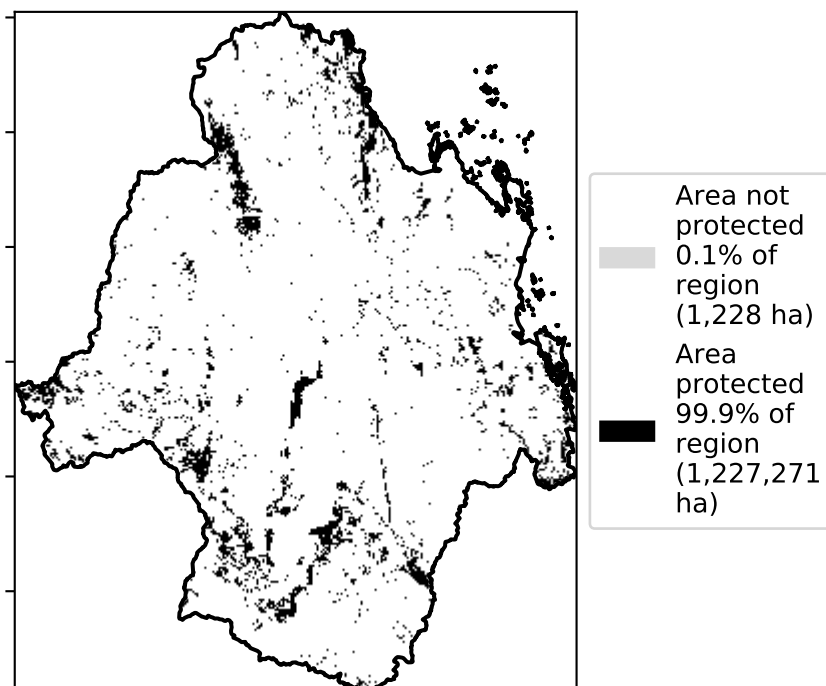 Area not
protected
0.1% of
region
(1,228 ha)
Area
protected
99.9% of
region
(1,227,271
ha)